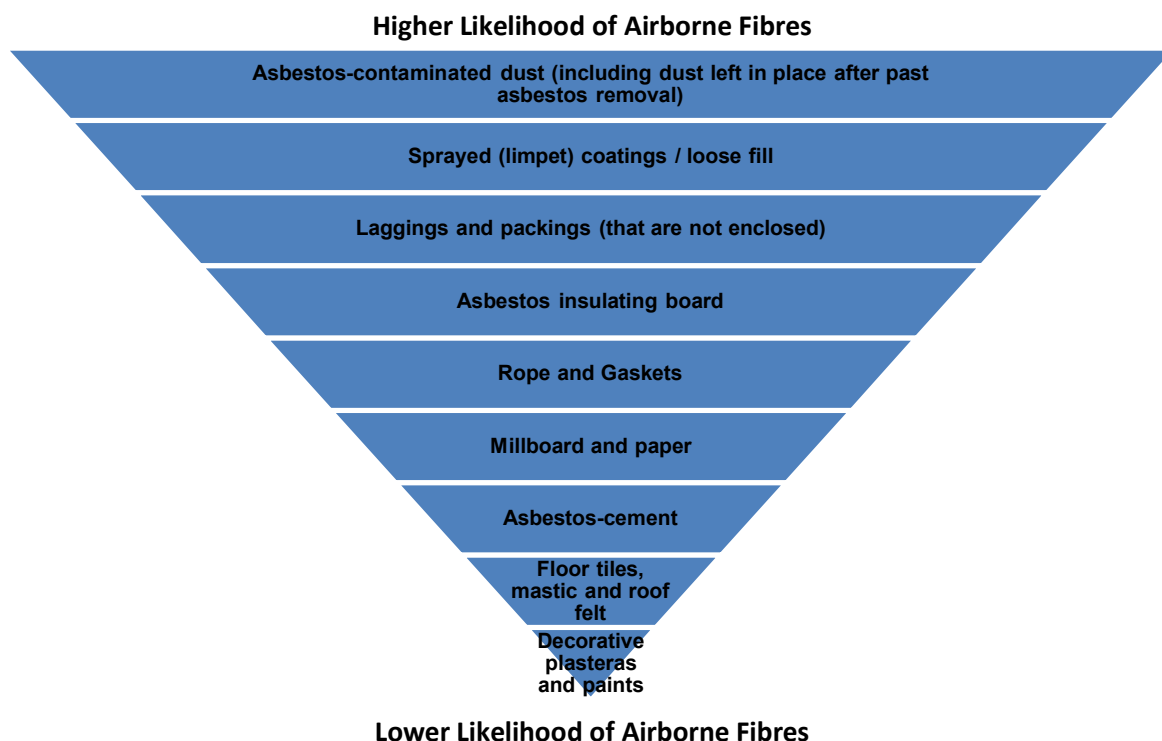 Higher Likelihood of Airborne Fibres
Asbestos-contaminated dust (including dust left in place after past
asbestos removal)
Sprayed (limpet) coatings / loose fill
Laggings and packings (that are not enclosed)
Asbestos insulating board
Rope and Gaskets
Millboard and paper
Asbestos-cement
Floor tiles,
mastic and roof
felt
Decorative
plasteras
and paints
Lower Likelihood of Airborne Fibres